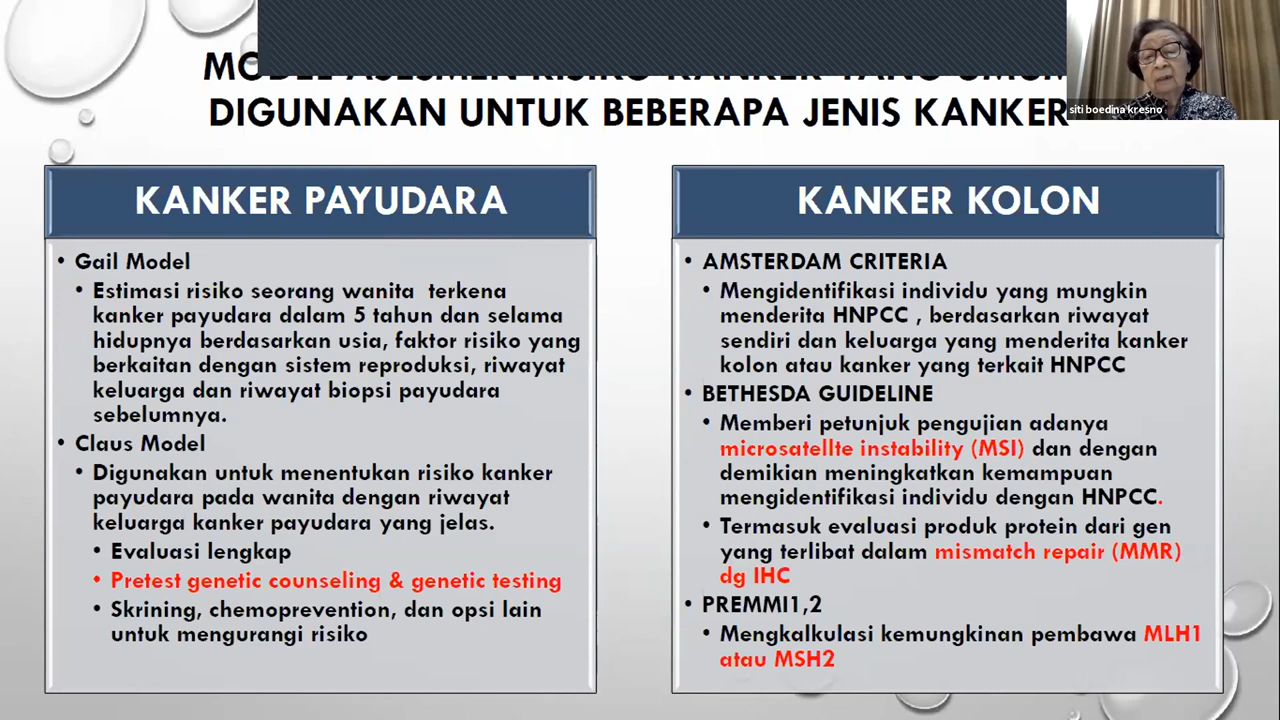 DIGUNAKAN UNTUK BEBERAPA JENIS KANKER
siti boedina kresno
KANKER PAYUDARA
• Gail Model
• Estimasi risiko seorang wanita terkena
kanker payudara dalam 5 tahun dan selama
hidupnya berdasarkan usia, faktor risiko yang
berkaitan dengan sistem reproduksi, riwayat
keluarga dan riwayat biopsi payudara
sebelumnya.
• Claus Model
• Digunakan untuk menentukan risiko kanker
payudara pada wanita dengan riwayat
keluarga kanker payudara yang jelas.
• Evaluasi lengkap
• Pretest genetic counseling & genetic testing
• Skrining, chemoprevention, dan opsi lain
untuk mengurangi risiko
KANKER KOLON
• AMSTERDAM CRITERIA
• Mengidentifikasi individu yang mungkin
menderita HNPCC , berdasarkan riwayat
sendiri dan keluarga yang menderita kanker
kolon atau kanker yang terkait HNPCC
• BETHESDA GUIDELINE
• Memberi petunjuk pengujian adanya
microsatellte instability (MSI) dan dengan
demikian meningkatkan kemampuan
mengidentifikasi individu dengan HNPCC.
• Termasuk evaluasi produk protein dari gen
yang terlibat dalam mismatch repair (MMR)
dg IHC
• PREMMI1,2
• Mengkalkulasi kemungkinan pembawa MLH1
atau MSH2